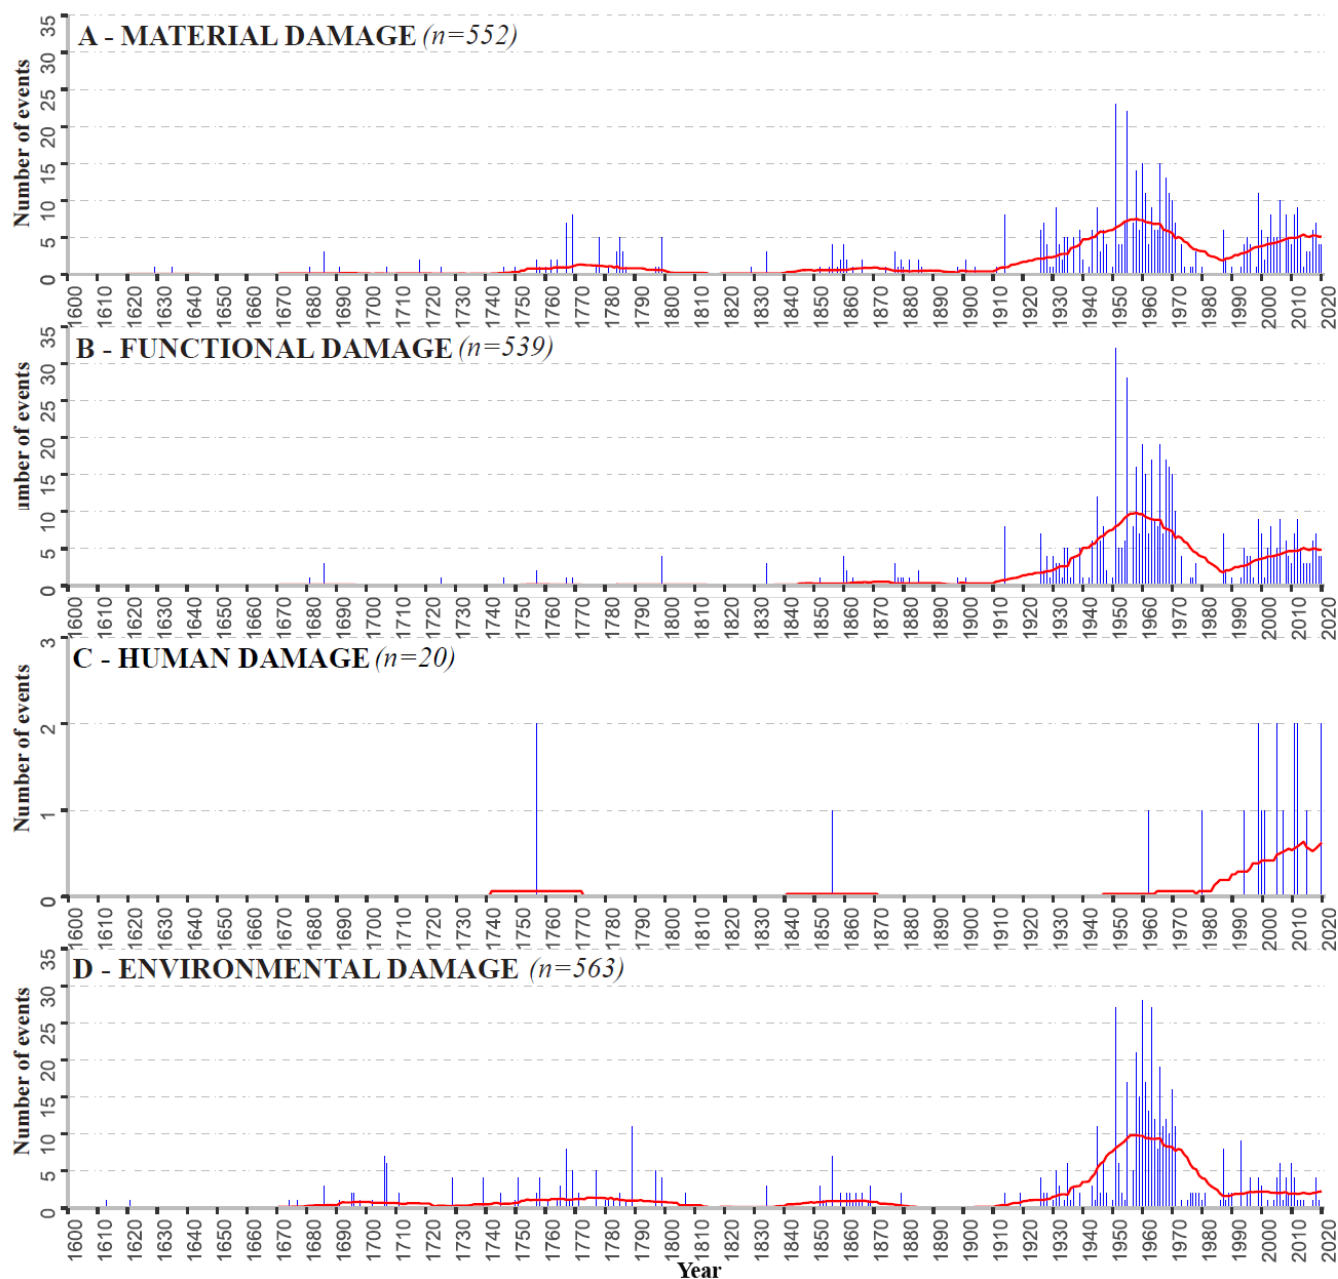 A - MATERIAL DAMAGE (n=552)
Number of events
0 5 10 15 20 25 30 35
1600 1610 1630 1640 1650 1660 1670 1680 1690 1700 1710 1720 1730 1740 1750 1760 1770 1780 1790 1800 1810 1820 1830 1840 1850 1860 1870 1880 1890 1900 1910 1920 1930 1940 1950 1960 1970 1980 1990 2000 2010 2020
B - FUNCTIONAL DAMAGE (n=539)
umber of events
0 5 10 15 20 25 30 35
1600 1610 1630 1640 1650 1660 1670 1680 1690 1700 1710 1720 1730 1740 1750 1760 1770 1780 1790 1800 1810 1820 1830 1840 1850 1860 1870 1880 1890 1900 1910 1920 1930 1940 1950 1960 1970 1980 1990 2000 2010 2020
C - HUMAN DAMAGE (n=20)
Number of events
0 1 2 3
1600 1610 1630 1640 1650 1660 1670 1680 1690 1700 1710 1720 1730 1740 1750 1760 1770 1780 1790 1800 1810 1820 1830 1840 1850 1860 1870 1880 1890 1900 1910 1920 1930 1940 1950 1960 1970 1980 1990 2000 2010 2020
D - ENVIRONMENTAL DAMAGE (n=563)
Number of events
0 5 10 15 20 25 30 35
1600 1610 1630 1640 1650 1660 1670 1680 1690 1700 1710 1720 1730 1740 1750 1760 1770 1780 1790 1800 1810 1820 1830 1840 1850 1860 1870 1880 1890 1900 1910 1920 1930 1940 1950 1960 1970 1980 1990 2000 2010 2020
Year